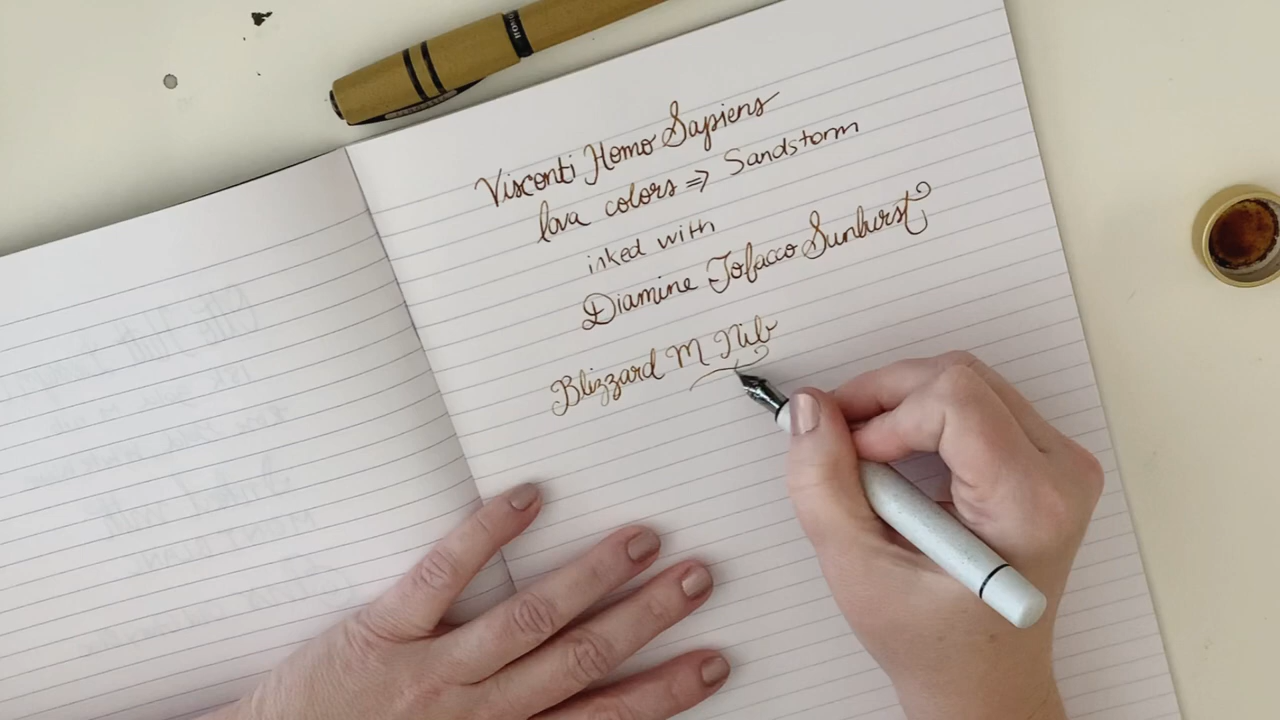 Visconti Homo Sapiens
lava colors ⇒ Sandstorm
inked with
Diamine Tobacco Sunburst
Blizzard M Nib